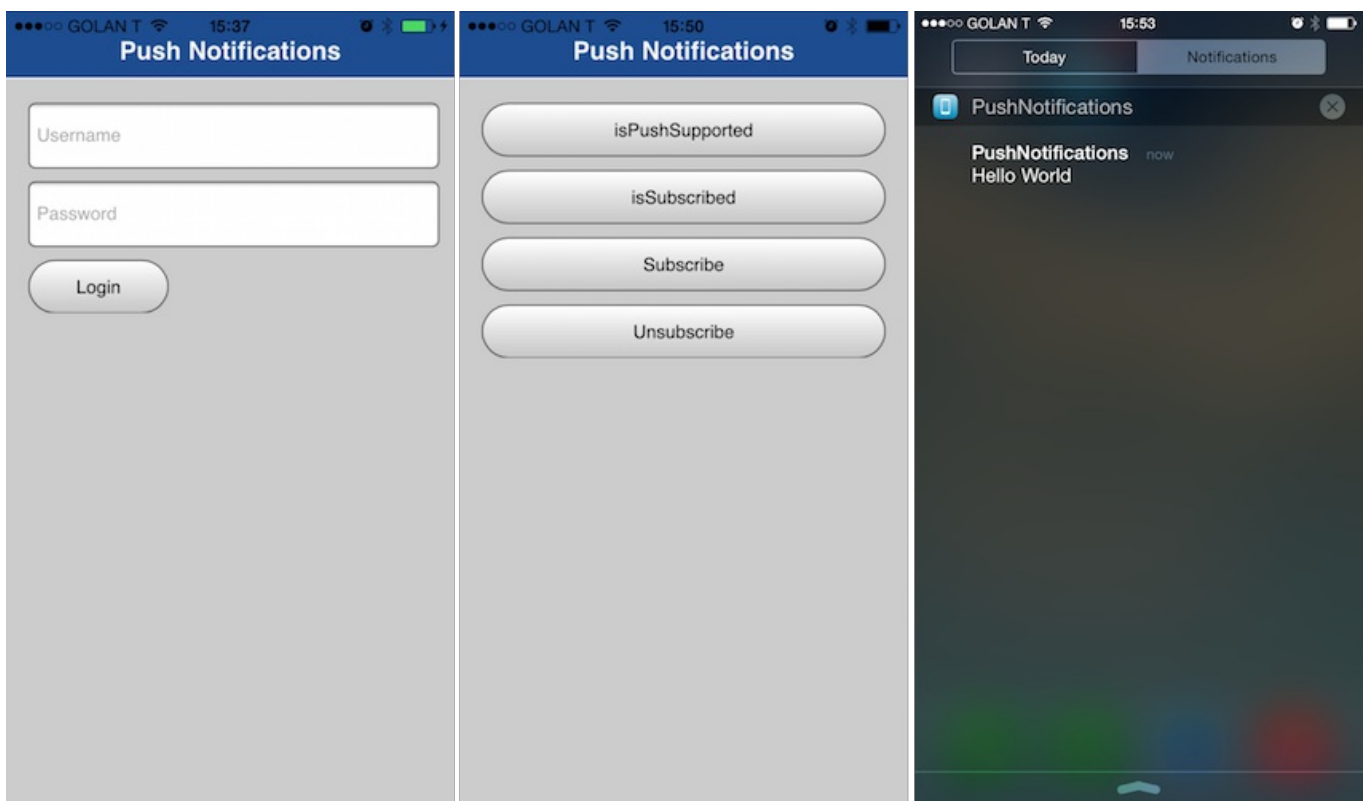 GOLAN T 15:37
Push Notifications
Username
Password
Login
GOLAN T 15:50
Push Notifications
isPushSupported
isSubscribed
Subscribe
Unsubscribe
GOLAN T 15:53
Today Notifications
PushNotifications
PushNotifications now
Hello World